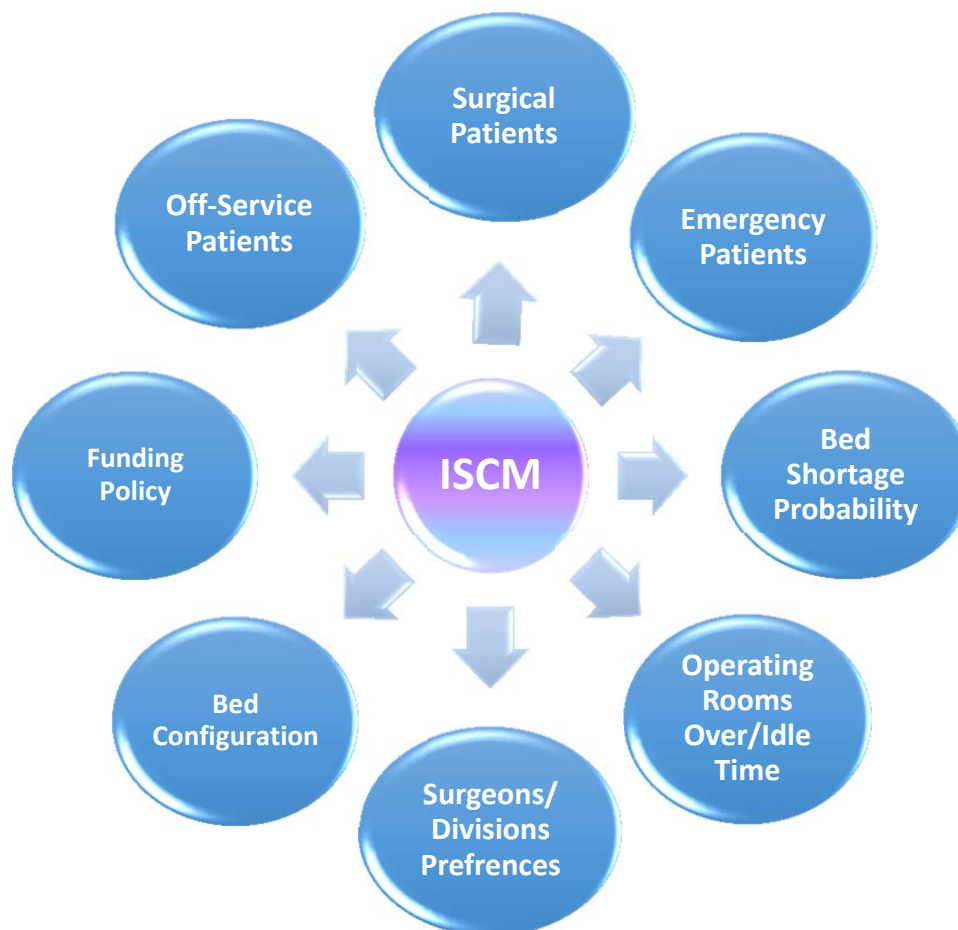 Surgical
Patients
Emergency
Patients
Bed
Shortage
Probability
Operating
Rooms
Over/Idle
Time
Surgeons/
Divisions
Prefrences
Bed
Configuration
Funding
Policy
Off-Service
Patients
ISCM